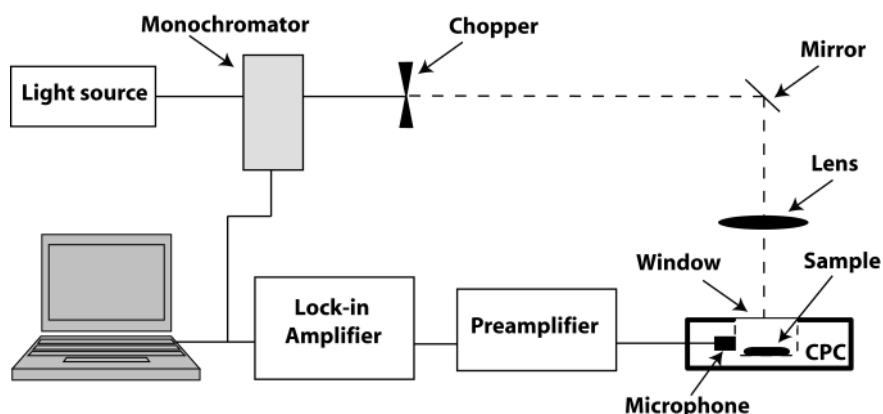 Monochromator
Chopper
Mirror
Light source
Lens
Window
Sample
Lock-in
Amplifier
Preamplifier
CPC
Microphone